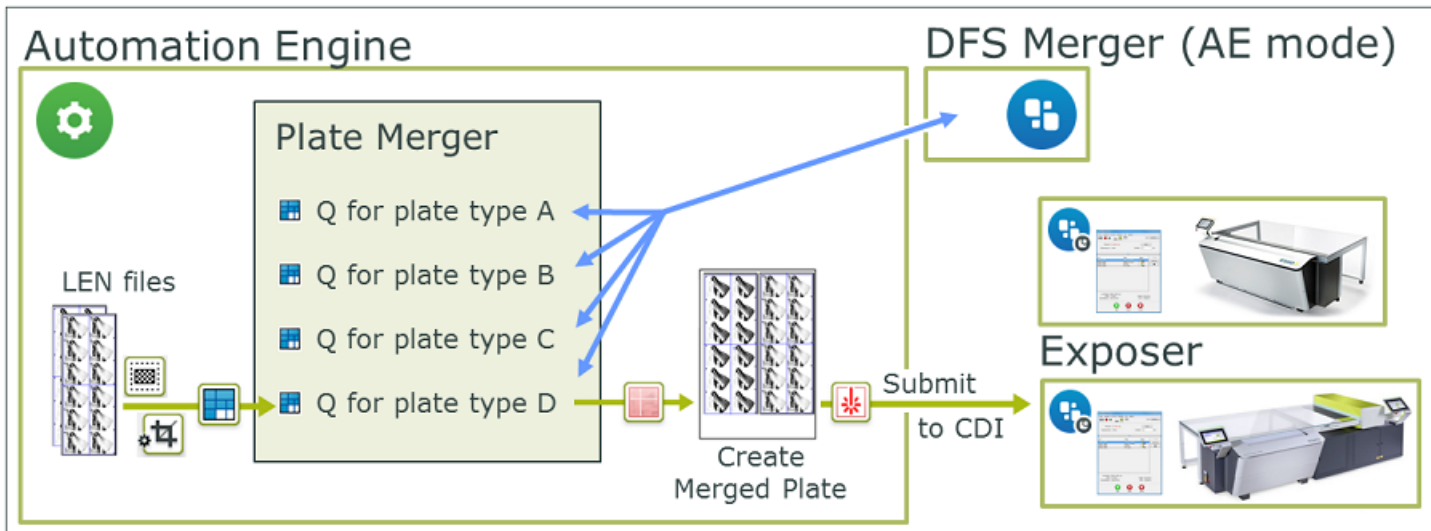 Automation Engine
DFS Merger (AE mode)
Plate Merger
Q for plate type A
Q for plate type B
LEN files
Q for plate type C
Exposer
Q for plate type D
Submit
to CDI
Create
Merged Plate